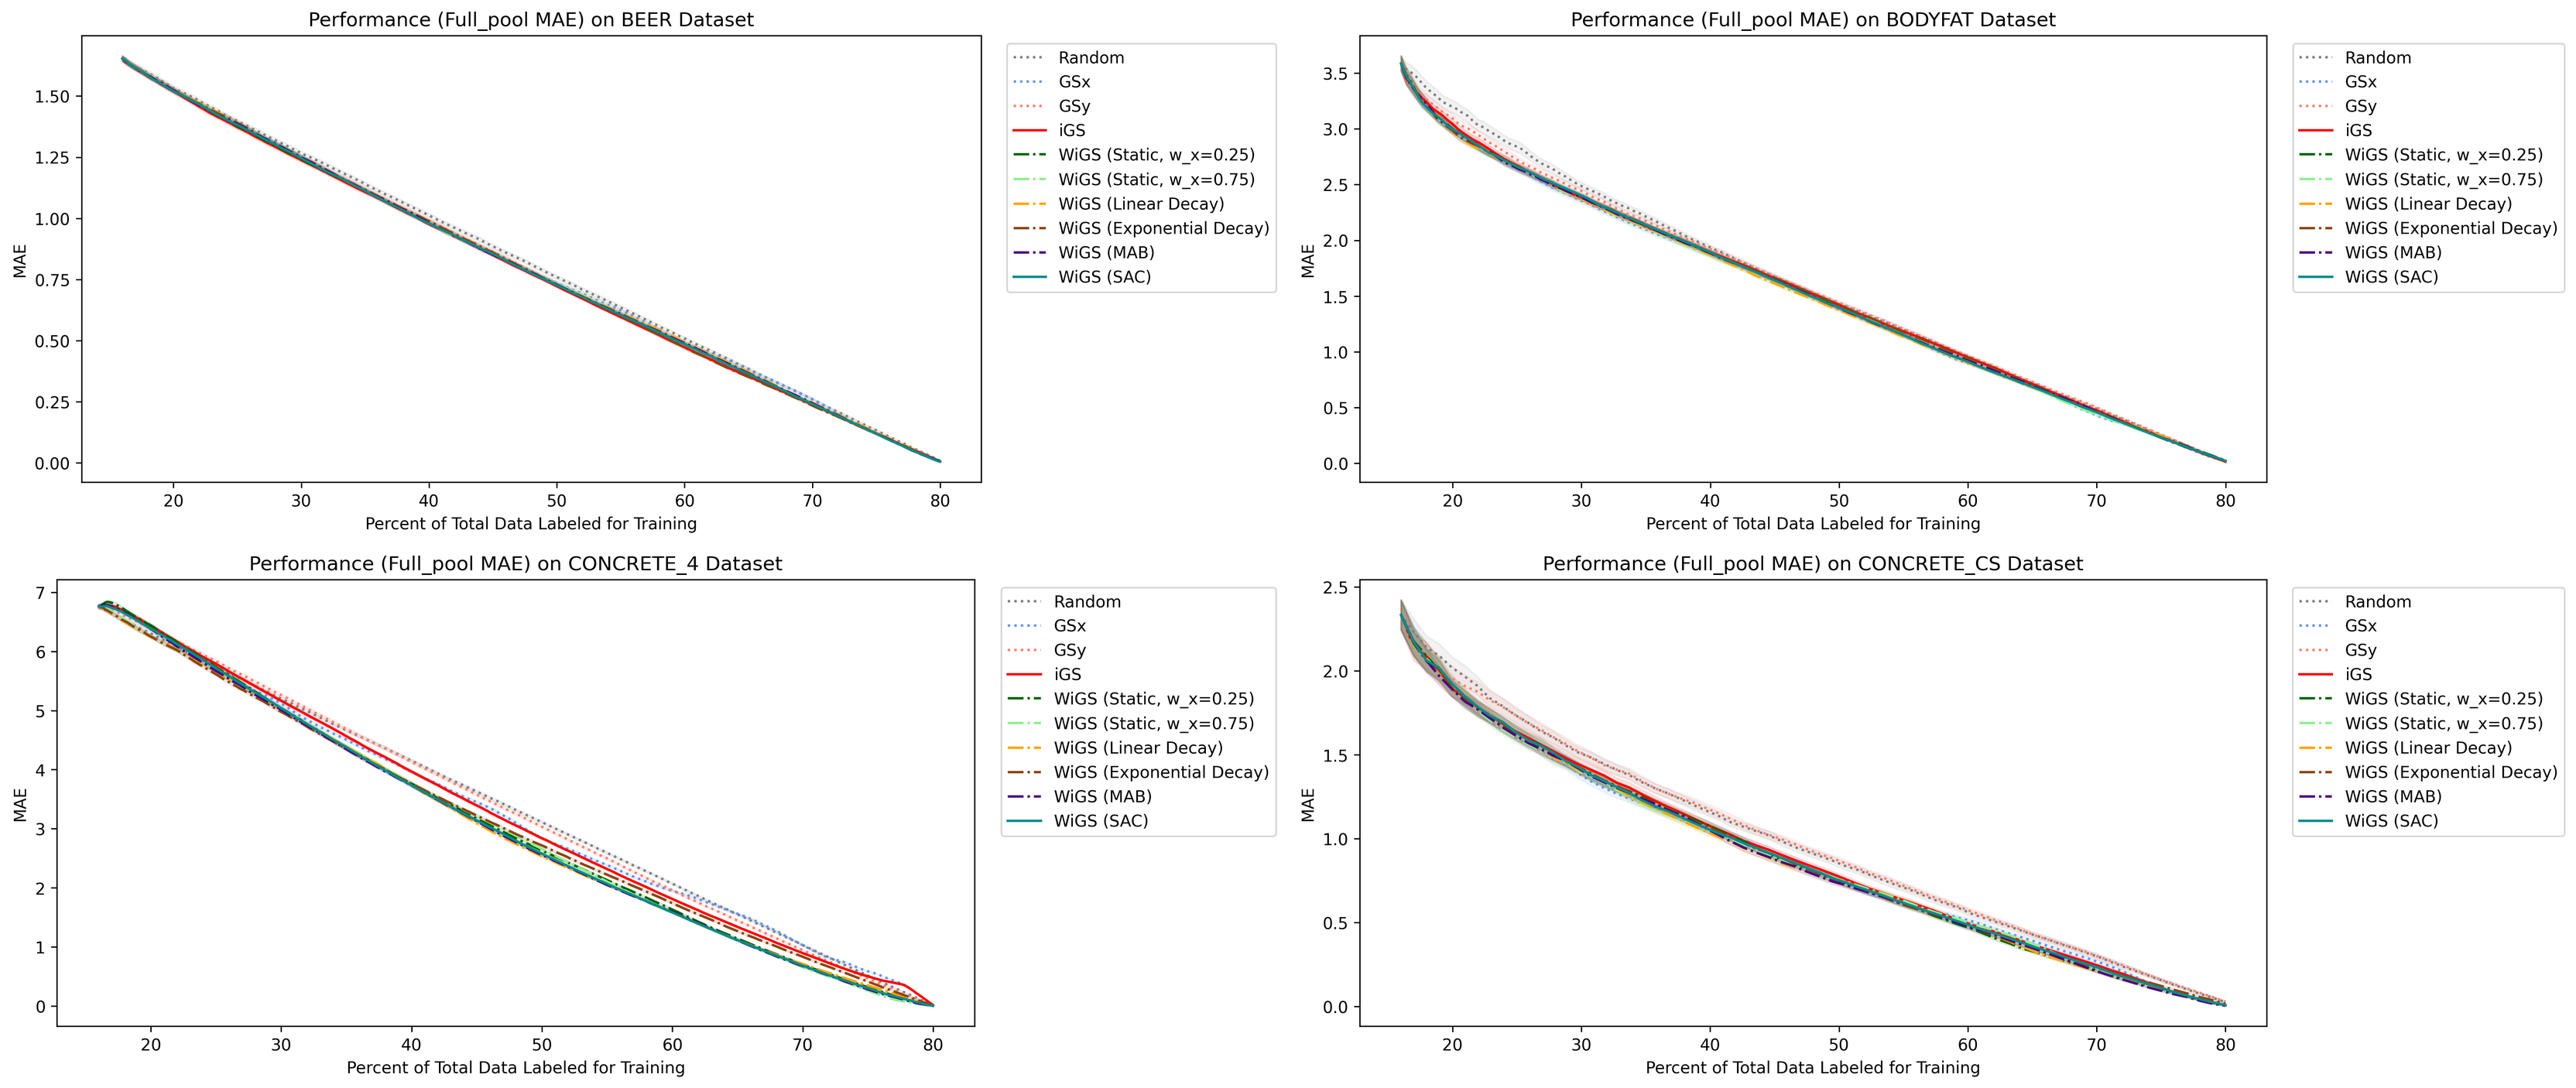 Performance (Full_pool MAE) on BEER Dataset
MAE
1.50
1.25
1.00
0.75
0.50
0.25
0.00
20 30 40 50 60 70 80
Percent of Total Data Labeled for Training
Random
GSx
GSy
iGS
WiGS (Static, w_x=0.25)
WiGS (Static, w_x=0.75)
WiGS (Linear Decay)
WiGS (Exponential Decay)
WiGS (MAB)
WiGS (SAC)
Performance (Full_pool MAE) on BODYFAT Dataset
MAE
3.5
3.0
2.5
2.0
1.5
1.0
0.5
0.0
20 30 40 50 60 70 80
Percent of Total Data Labeled for Training
Random
GSx
GSy
iGS
WiGS (Static, w_x=0.25)
WiGS (Static, w_x=0.75)
WiGS (Linear Decay)
WiGS (Exponential Decay)
WiGS (MAB)
WiGS (SAC)
Performance (Full_pool MAE) on CONCRETE_4 Dataset
MAE
7
6
5
4
3
2
1
0
20 30 40 50 60 70 80
Percent of Total Data Labeled for Training
Random
GSx
GSy
iGS
WiGS (Static, w_x=0.25)
WiGS (Static, w_x=0.75)
WiGS (Linear Decay)
WiGS (Exponential Decay)
WiGS (MAB)
WiGS (SAC)
Performance (Full_pool MAE) on CONCRETE_CS Dataset
MAE
2.5
2.0
1.5
1.0
0.5
0.0
20 30 40 50 60 70 80
Percent of Total Data Labeled for Training
Random
GSx
GSy
iGS
WiGS (Static, w_x=0.25)
WiGS (Static, w_x=0.75)
WiGS (Linear Decay)
WiGS (Exponential Decay)
WiGS (MAB)
WiGS (SAC)